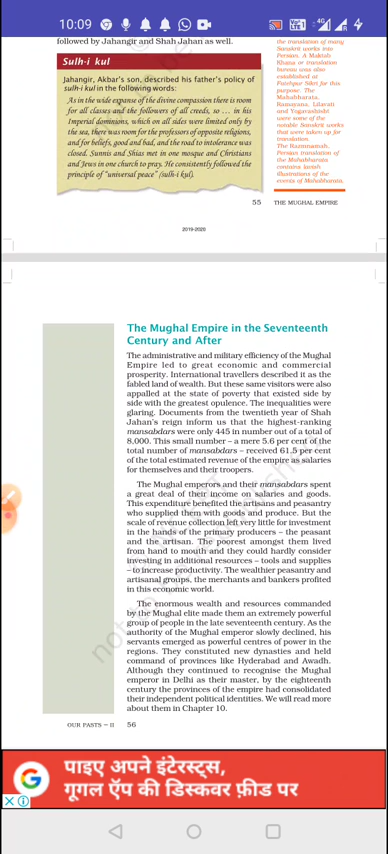 10:09
followed by Jahangir and Shah Jahan as well.
Sulh-i kul
Jahangir, Akbar's son, described his father's policy of
sulh-i kul in the following words:
As in the wide expanse of the divine compassion there is room
for all classes and the followers of all creeds, so … in his
Imperial dominions, which on all sides were limited only by
the sea, there was room for the professors of opposite religions,
and for beliefs, good and bad, and the road to intolerance was
closed. Sunnis and Shias met in one mosque and Christians
and Jews in one church to pray. He consistently followed the
principle of "universal peace" (sulh-i kul).
the translation of many
Sanskrit works into
Persian. A Maktab
Khana or translation
bureau was also
established at
Fatehpur Sikri for this
purpose. The
Mahabharata,
Ramayana, Lilavati
and Yogavashisht
were some of the
notable Sanskrit works
that were taken up for
translation.
The Razmnamah,
Persian translation of
the Mahabharata
contains lavish
illustrations of the
events of Mahabharata.
55 THE MUGHAL EMPIRE
2019-2020
The Mughal Empire in the Seventeenth
Century and After
The administrative and military efficiency of the Mughal
Empire led to great economic and commercial
prosperity. International travellers described it as the
fabled land of wealth. But these same visitors were also
appalled at the state of poverty that existed side by
side with the greatest opulence. The inequalities were
glaring. Documents from the twentieth year of Shah
Jahan's reign inform us that the highest-ranking
mansabdars were only 445 in number out of a total of
8,000. This small number – a mere 5.6 per cent of the
total number of mansabdars – received 61.5 per cent
of the total estimated revenue of the empire as salaries
for themselves and their troopers.
The Mughal emperors and their mansabdars spent
a great deal of their income on salaries and goods.
This expenditure benefited the artisans and peasantry
who supplied them with goods and produce. But the
scale of revenue collection left very little for investment
in the hands of the primary producers – the peasant
and the artisan. The poorest amongst them lived
from hand to mouth and they could hardly consider
investing in additional resources – tools and supplies
– to increase productivity. The wealthier peasantry and
artisanal groups, the merchants and bankers profited
in this economic world.
The enormous wealth and resources commanded
by the Mughal elite made them an extremely powerful
group of people in the late seventeenth century. As the
authority of the Mughal emperor slowly declined, his
servants emerged as powerful centres of power in the
regions. They constituted new dynasties and held
command of provinces like Hyderabad and Awadh.
Although they continued to recognise the Mughal
emperor in Delhi as their master, by the eighteenth
century the provinces of the empire had consolidated
their independent political identities. We will read more
about them in Chapter 10.
OUR PASTS – II 56
पाइए अपने इंटरेस्ट्स,
गूगल ऍप की डिस्कवर फ़ीड पर